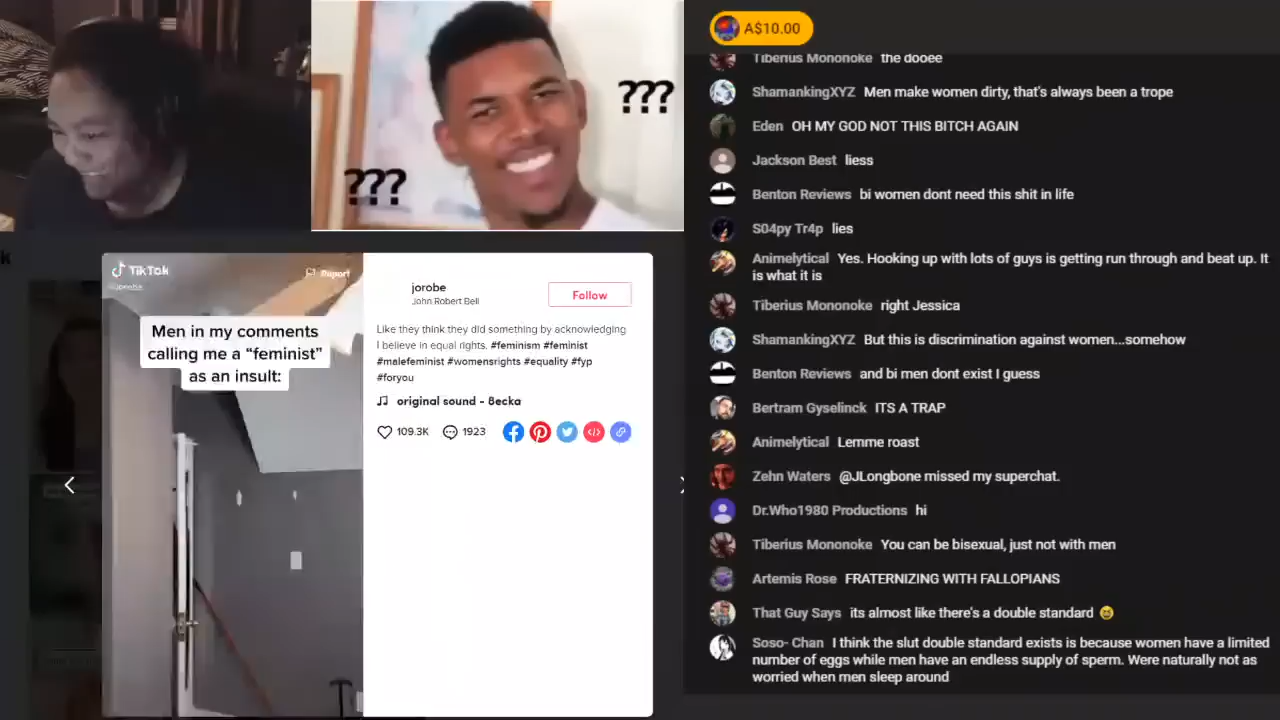 ???
???
TikTok
Report
Men in my comments
calling me a “feminist”
as an insult:
jorobe
John Robert Bell
Follow
Like they think they did something by acknowledging
I believe in equal rights. #feminism #feminist
#malefeminist #womensrights #equality #fyp
#foryou
original sound - 8ecka
109.3K
1923
A$10.00
Tiberius Mononoke the dooee
ShamankingXYZ Men make women dirty, that's always been a trope
Eden OH MY GOD NOT THIS BITCH AGAIN
Jackson Best liess
Benton Reviews bi women dont need this shit in life
S04py Tr4p lies
Animelytical Yes. Hooking up with lots of guys is getting run through and beat up. It
is what it is
Tiberius Mononoke right Jessica
ShamankingXYZ But this is discrimination against women...somehow
Benton Reviews and bi men dont exist I guess
Bertram Gyselinck ITS A TRAP
Animelytical Lemme roast
Zehn Waters @JLongbone missed my superchat.
Dr.Who1980 Productions hi
Tiberius Mononoke You can be bisexual, just not with men
Artemis Rose FRATERNIZING WITH FALLOPIANS
That Guy Says its almost like there's a double standard
Soso- Chan I think the slut double standard exists is because women have a limited
number of eggs while men have an endless supply of sperm. Were naturally not as
worried when men sleep around